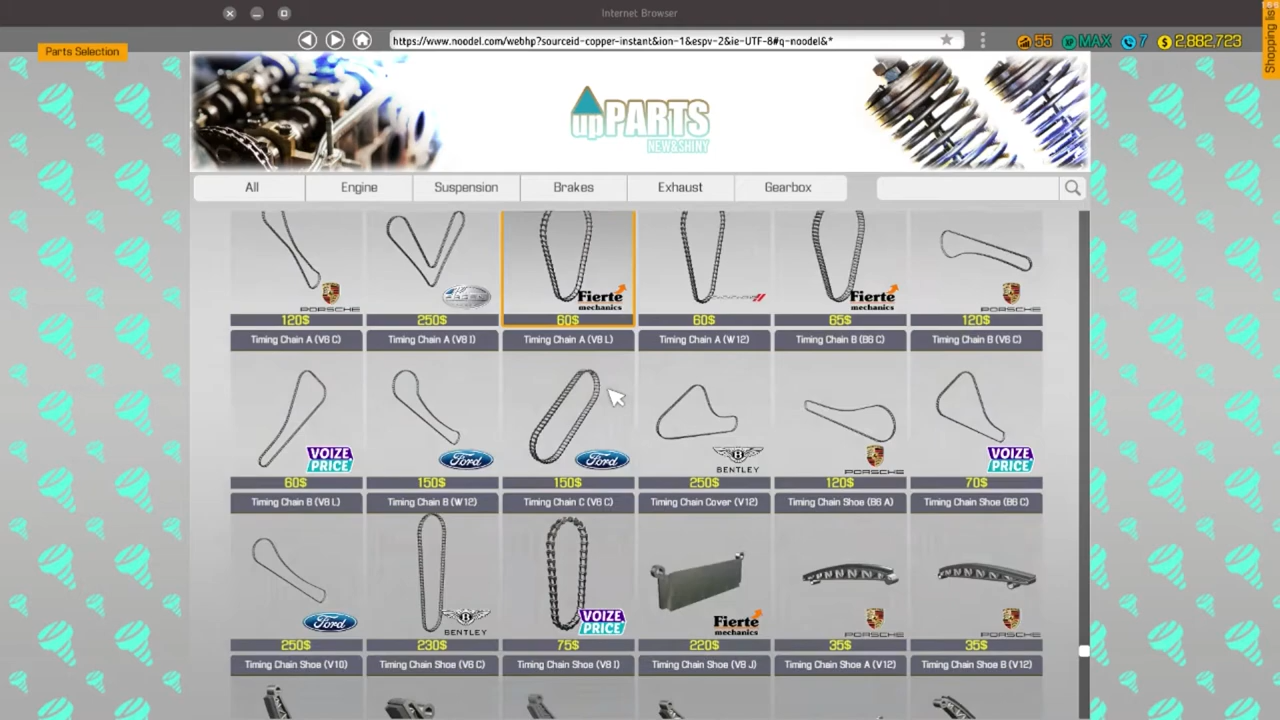 Internet Browser
Shopping list
Parts Selection
https://www.noodel.com/webhp?sourceid-copper-instant&ion-1&espv-2&ie-UTF-8#q-noodel&*
55
XP MAX
7
$ 2,882,723
upPARTS
NEW&SHINY
All Engine Suspension Brakes Exhaust Gearbox
PORSCHE Fierte mechanics Fierte mechanics PORSCHE
120$ 250$ 60$ 60$ 65$ 120$
Timing Chain A (V6 C) Timing Chain A (V8 I) Timing Chain A (V8 L) Timing Chain A (W12) Timing Chain B (B6 C) Timing Chain B (V6 C)
VOIZE PRICE Ford Ford BENTLEY PORSCHE VOIZE PRICE
60$ 150$ 150$ 250$ 120$ 70$
Timing Chain B (V8 L) Timing Chain B (W12) Timing Chain C (V6 C) Timing Chain Cover (V12) Timing Chain Shoe (B6 A) Timing Chain Shoe (B6 C)
Ford BENTLEY VOIZE PRICE Fierte mechanics PORSCHE PORSCHE
250$ 230$ 75$ 220$ 35$ 35$
Timing Chain Shoe (V10) Timing Chain Shoe (V6 C) Timing Chain Shoe (V8 I) Timing Chain Shoe (V8 J) Timing Chain Shoe A (V12) Timing Chain Shoe B (V12)